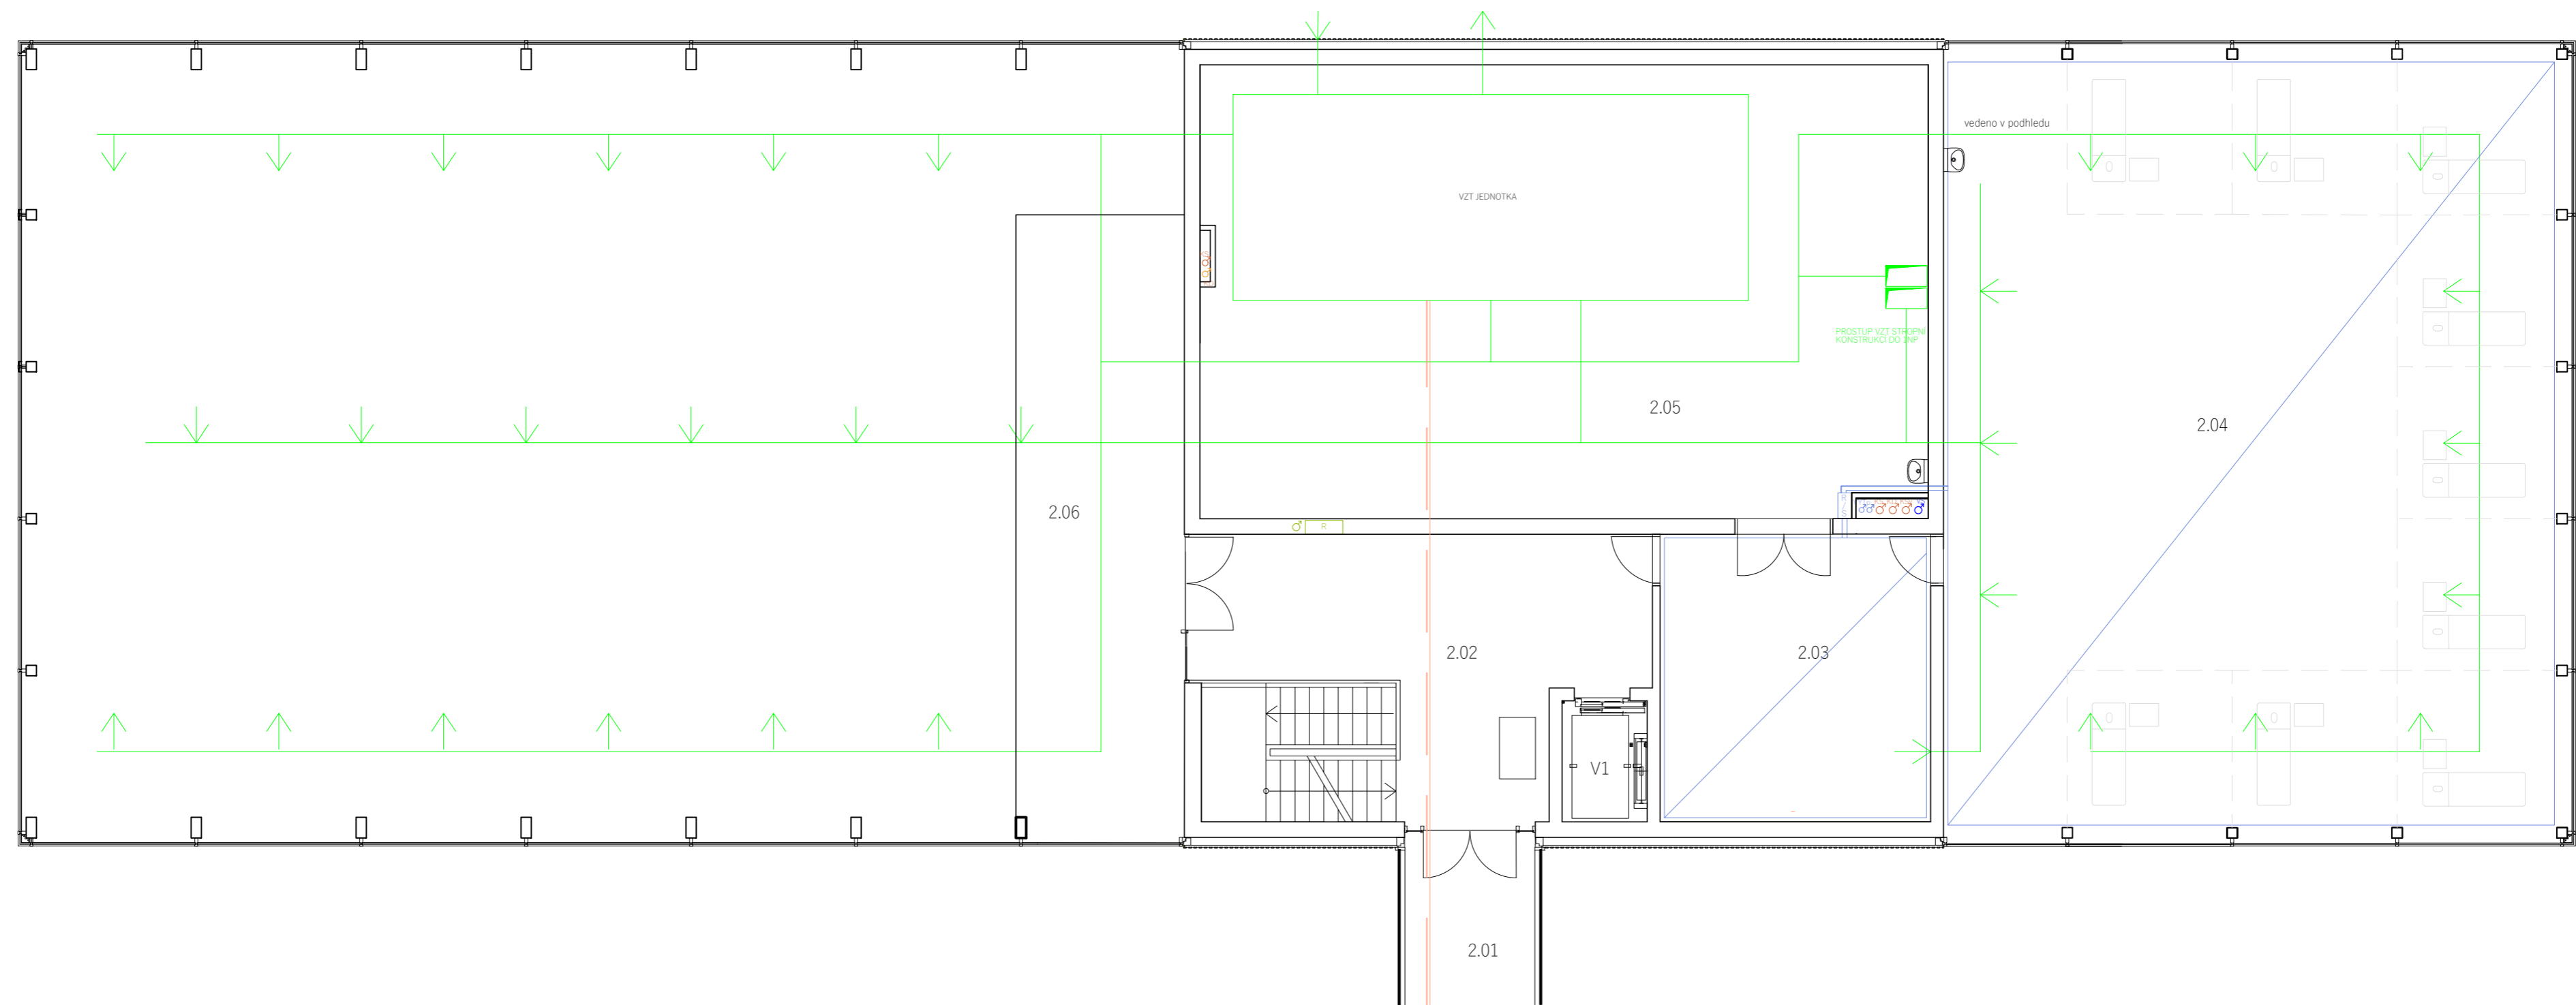 vedeno v podhledu
VZT JEDNOTKA
PROSTUP VZT STROPNÍ
KONSTRUKCÍ DO 1NP
2.05
2.04
2.06
R
2.02
2.03
V1
2.01